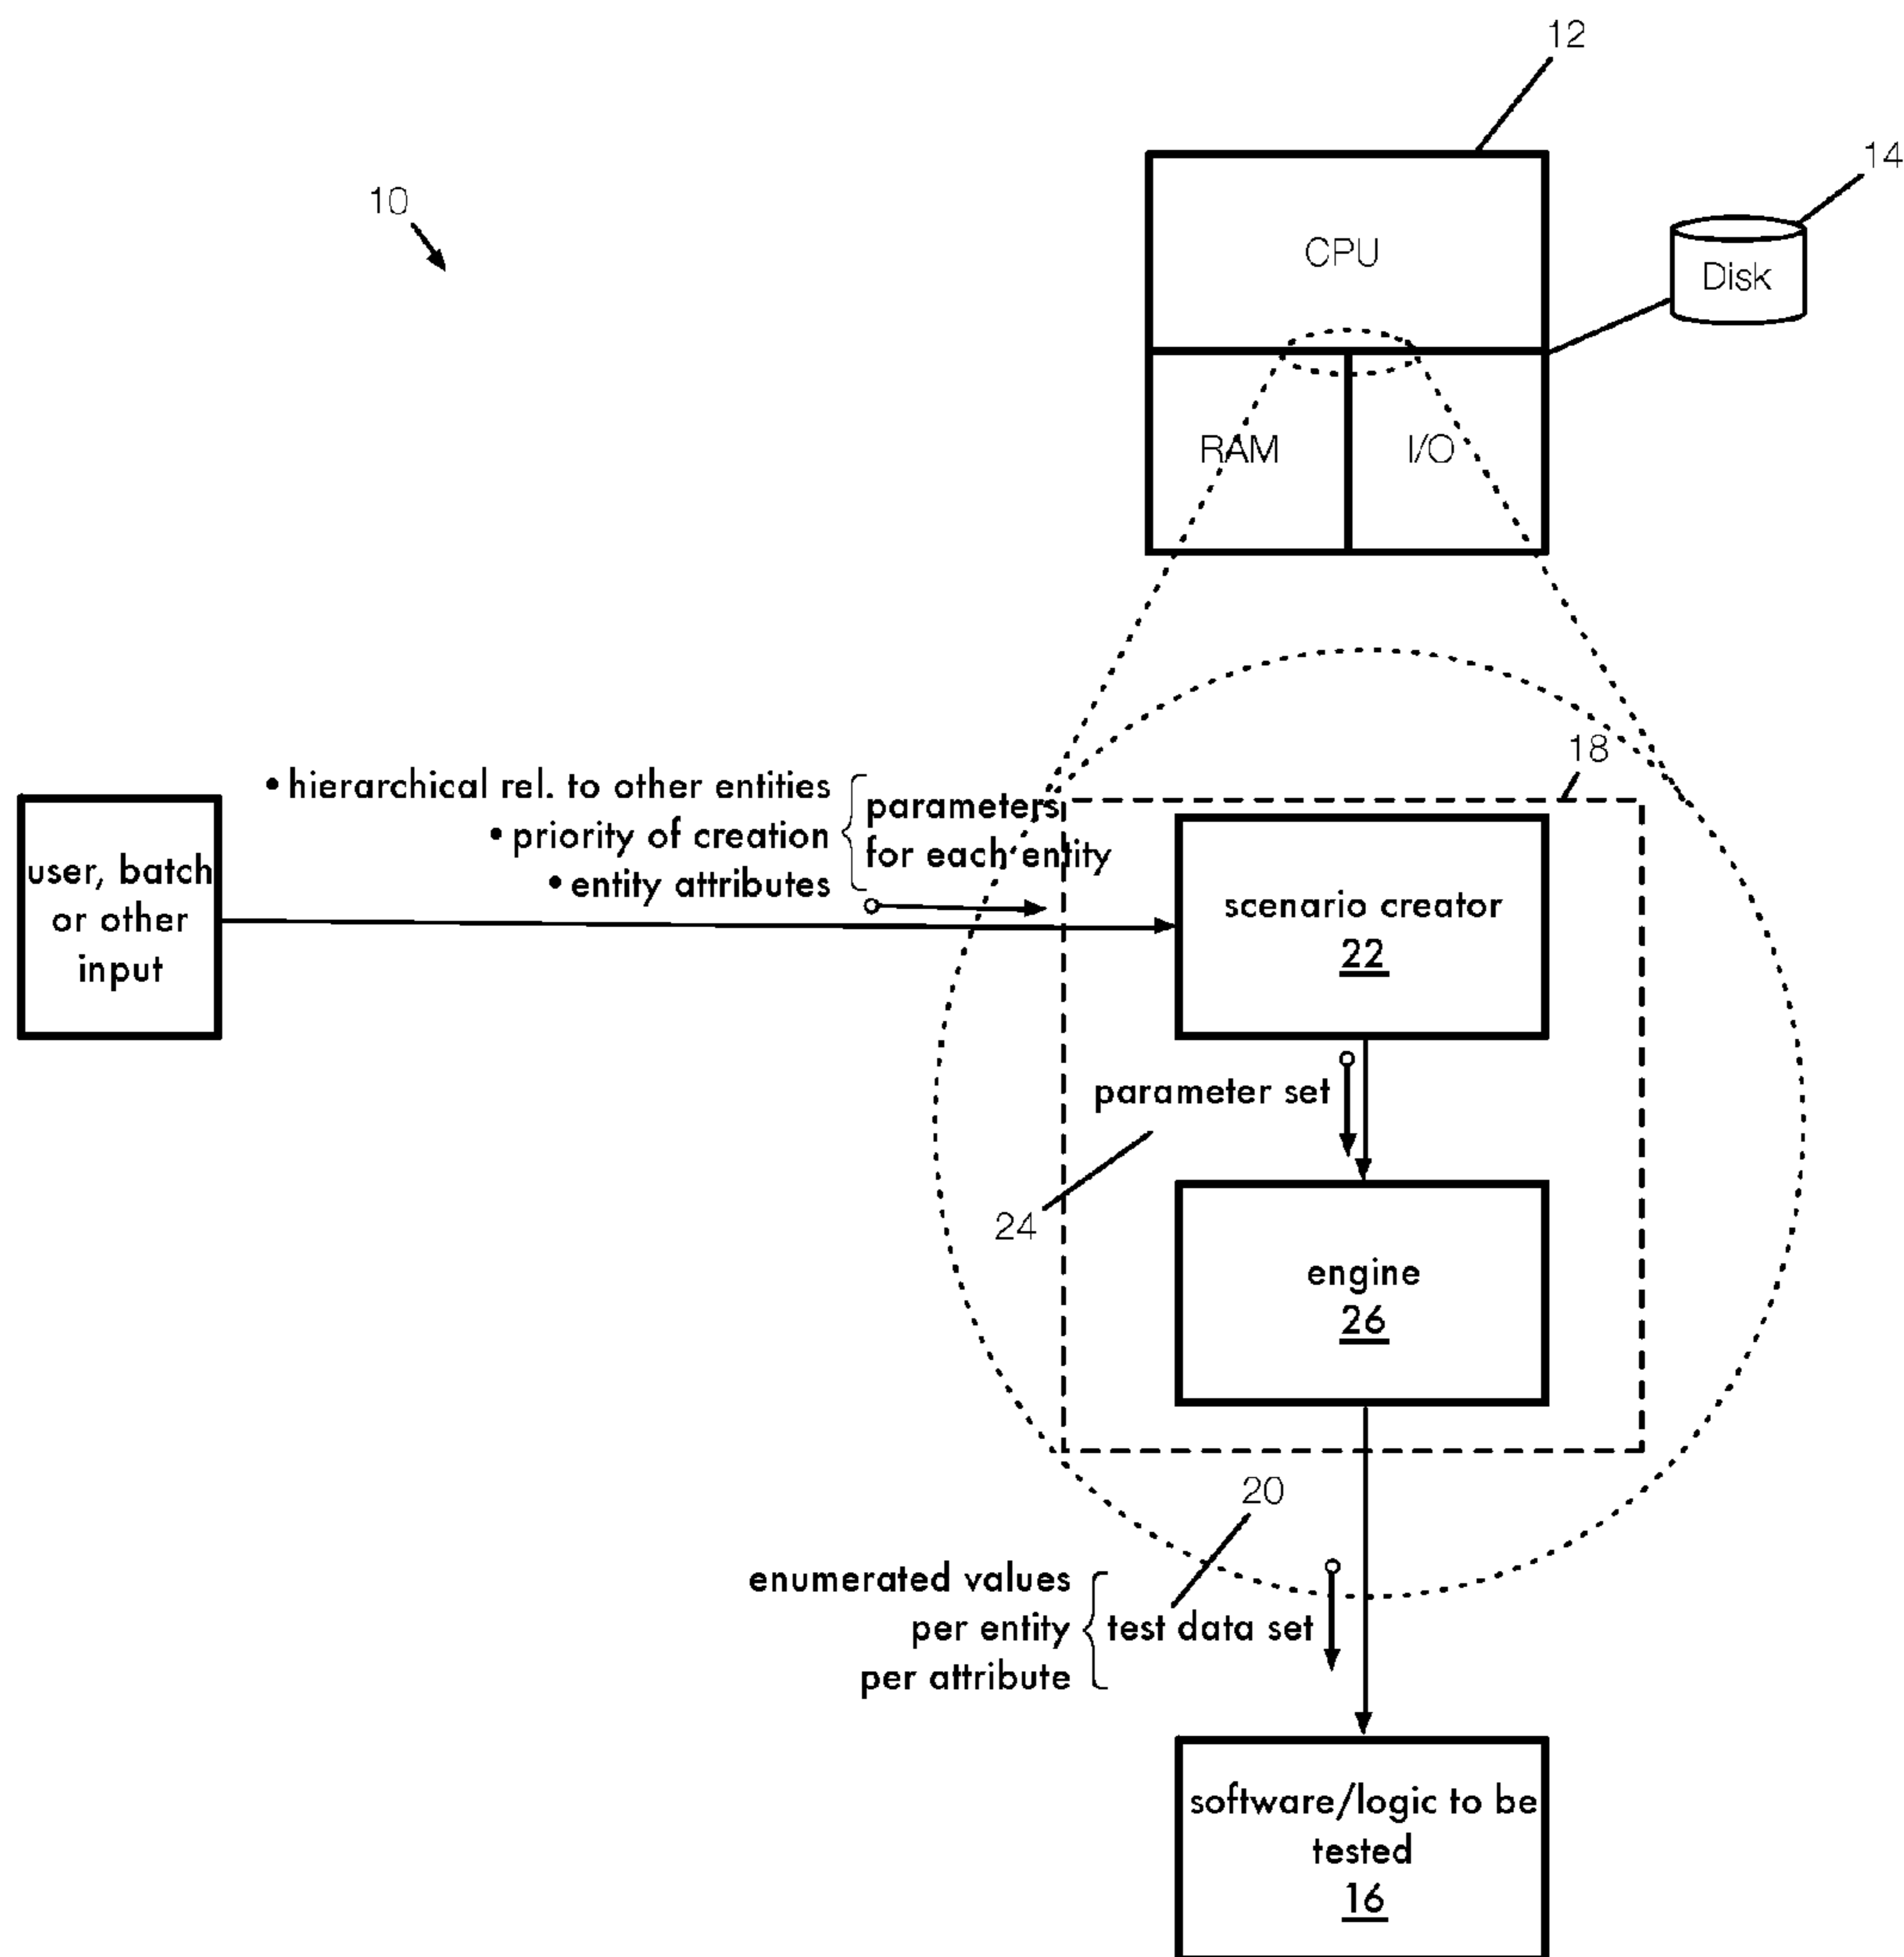 12
14
10
CPU
Disk
RAM
I/O
18
• hierarchical rel. to other entities
• priority of creation
• entity attributes
parameters
for each entity
user, batch
or other
input
scenario creator
22
parameter set
24
engine
26
20
enumerated values
per entity
per attribute
test data set
software/logic to be
tested
16